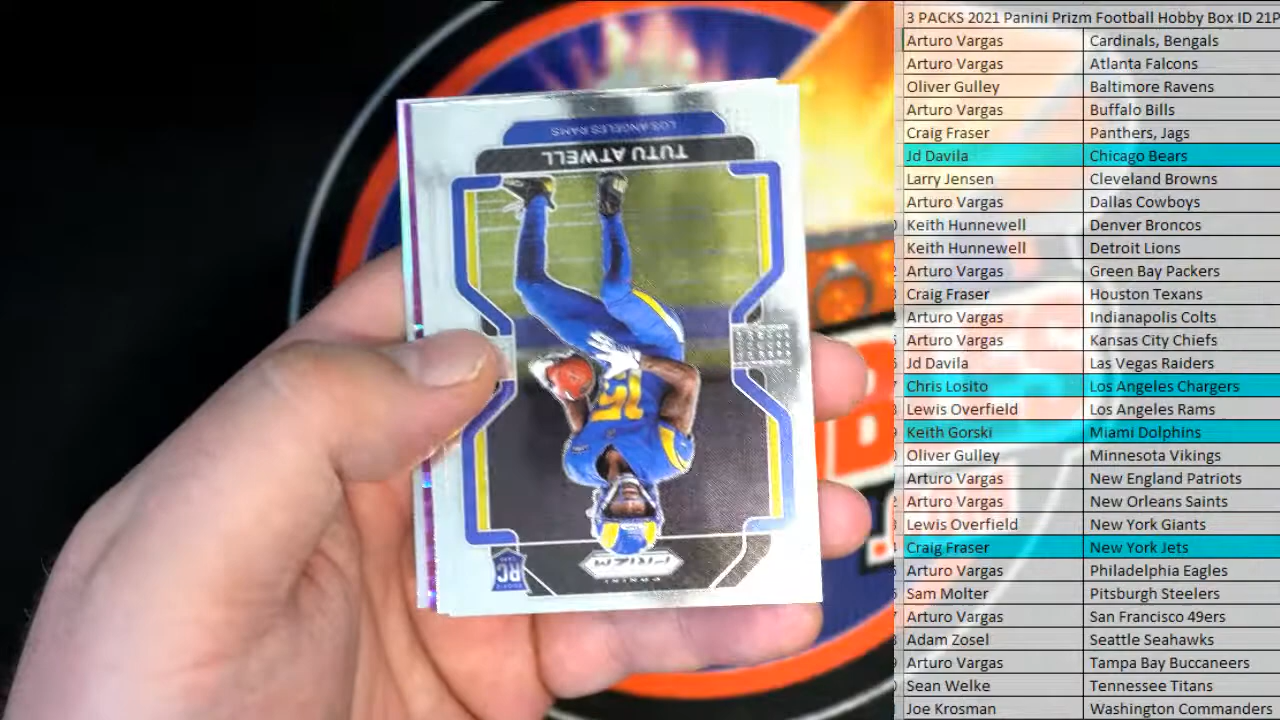 LOS ANGELES RAMS
TUTU ATWELL
15
RC
PRIZM
PANINI
3 PACKS 2021 Panini Prizm Football Hobby Box ID 21P
Arturo Vargas Cardinals, Bengals
Arturo Vargas Atlanta Falcons
Oliver Gulley Baltimore Ravens
Arturo Vargas Buffalo Bills
Craig Fraser Panthers, Jags
Jd Davila Chicago Bears
Larry Jensen Cleveland Browns
Arturo Vargas Dallas Cowboys
Keith Hunnewell Denver Broncos
Keith Hunnewell Detroit Lions
Arturo Vargas Green Bay Packers
Craig Fraser Houston Texans
Arturo Vargas Indianapolis Colts
Arturo Vargas Kansas City Chiefs
Jd Davila Las Vegas Raiders
Chris Losito Los Angeles Chargers
Lewis Overfield Los Angeles Rams
Keith Gorski Miami Dolphins
Oliver Gulley Minnesota Vikings
Arturo Vargas New England Patriots
Arturo Vargas New Orleans Saints
Lewis Overfield New York Giants
Craig Fraser New York Jets
Arturo Vargas Philadelphia Eagles
Sam Molter Pittsburgh Steelers
Arturo Vargas San Francisco 49ers
Adam Zosel Seattle Seahawks
Arturo Vargas Tampa Bay Buccaneers
Sean Welke Tennessee Titans
Joe Krosman Washington Commanders